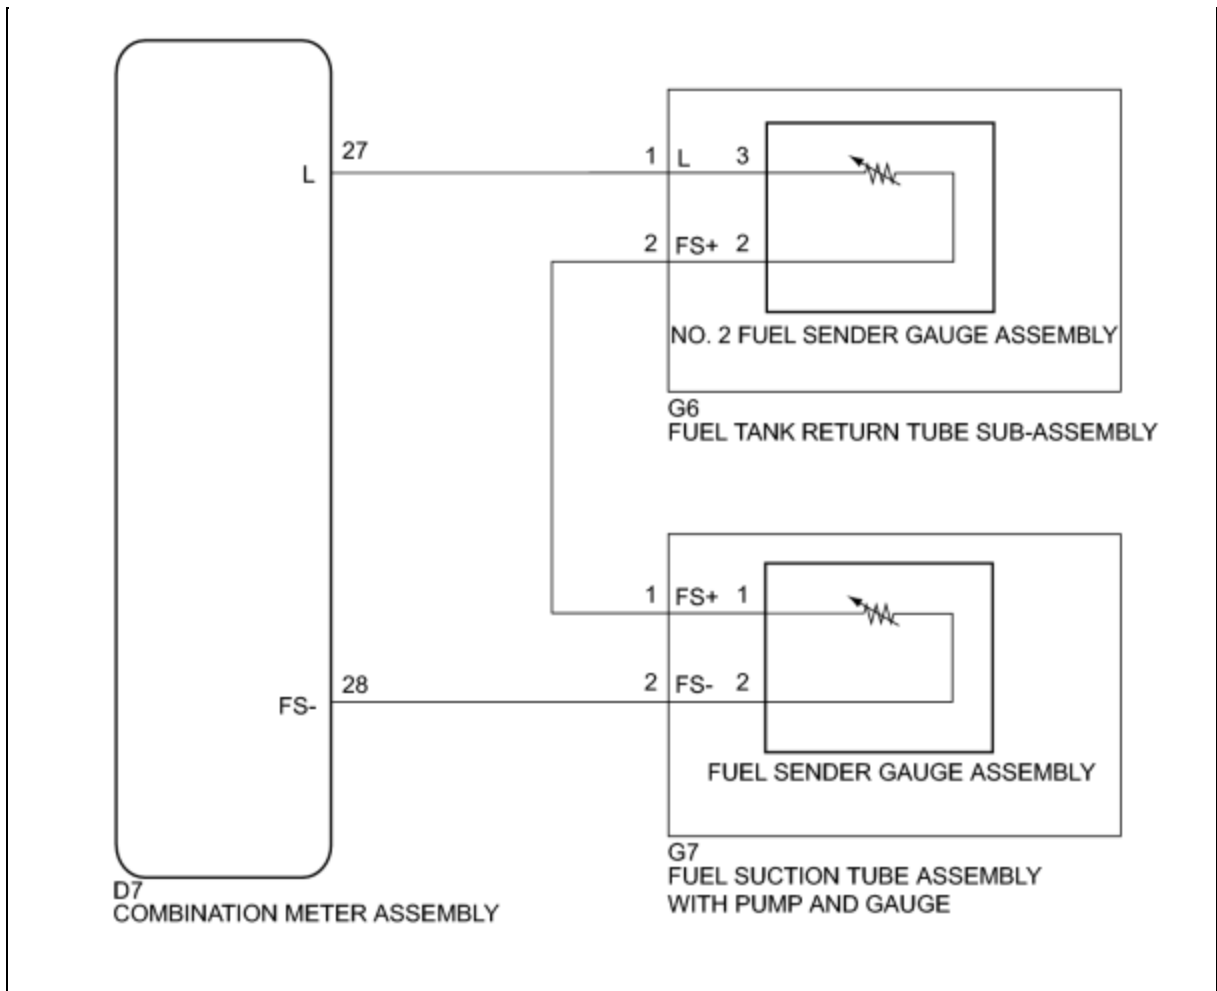 27
L
1 L 3
2 FS+ 2
NO. 2 FUEL SENDER GAUGE ASSEMBLY
G6
FUEL TANK RETURN TUBE SUB-ASSEMBLY
1 FS+ 1
28
FS-
2 FS- 2
FUEL SENDER GAUGE ASSEMBLY
G7
FUEL SUCTION TUBE ASSEMBLY
WITH PUMP AND GAUGE
D7
COMBINATION METER ASSEMBLY